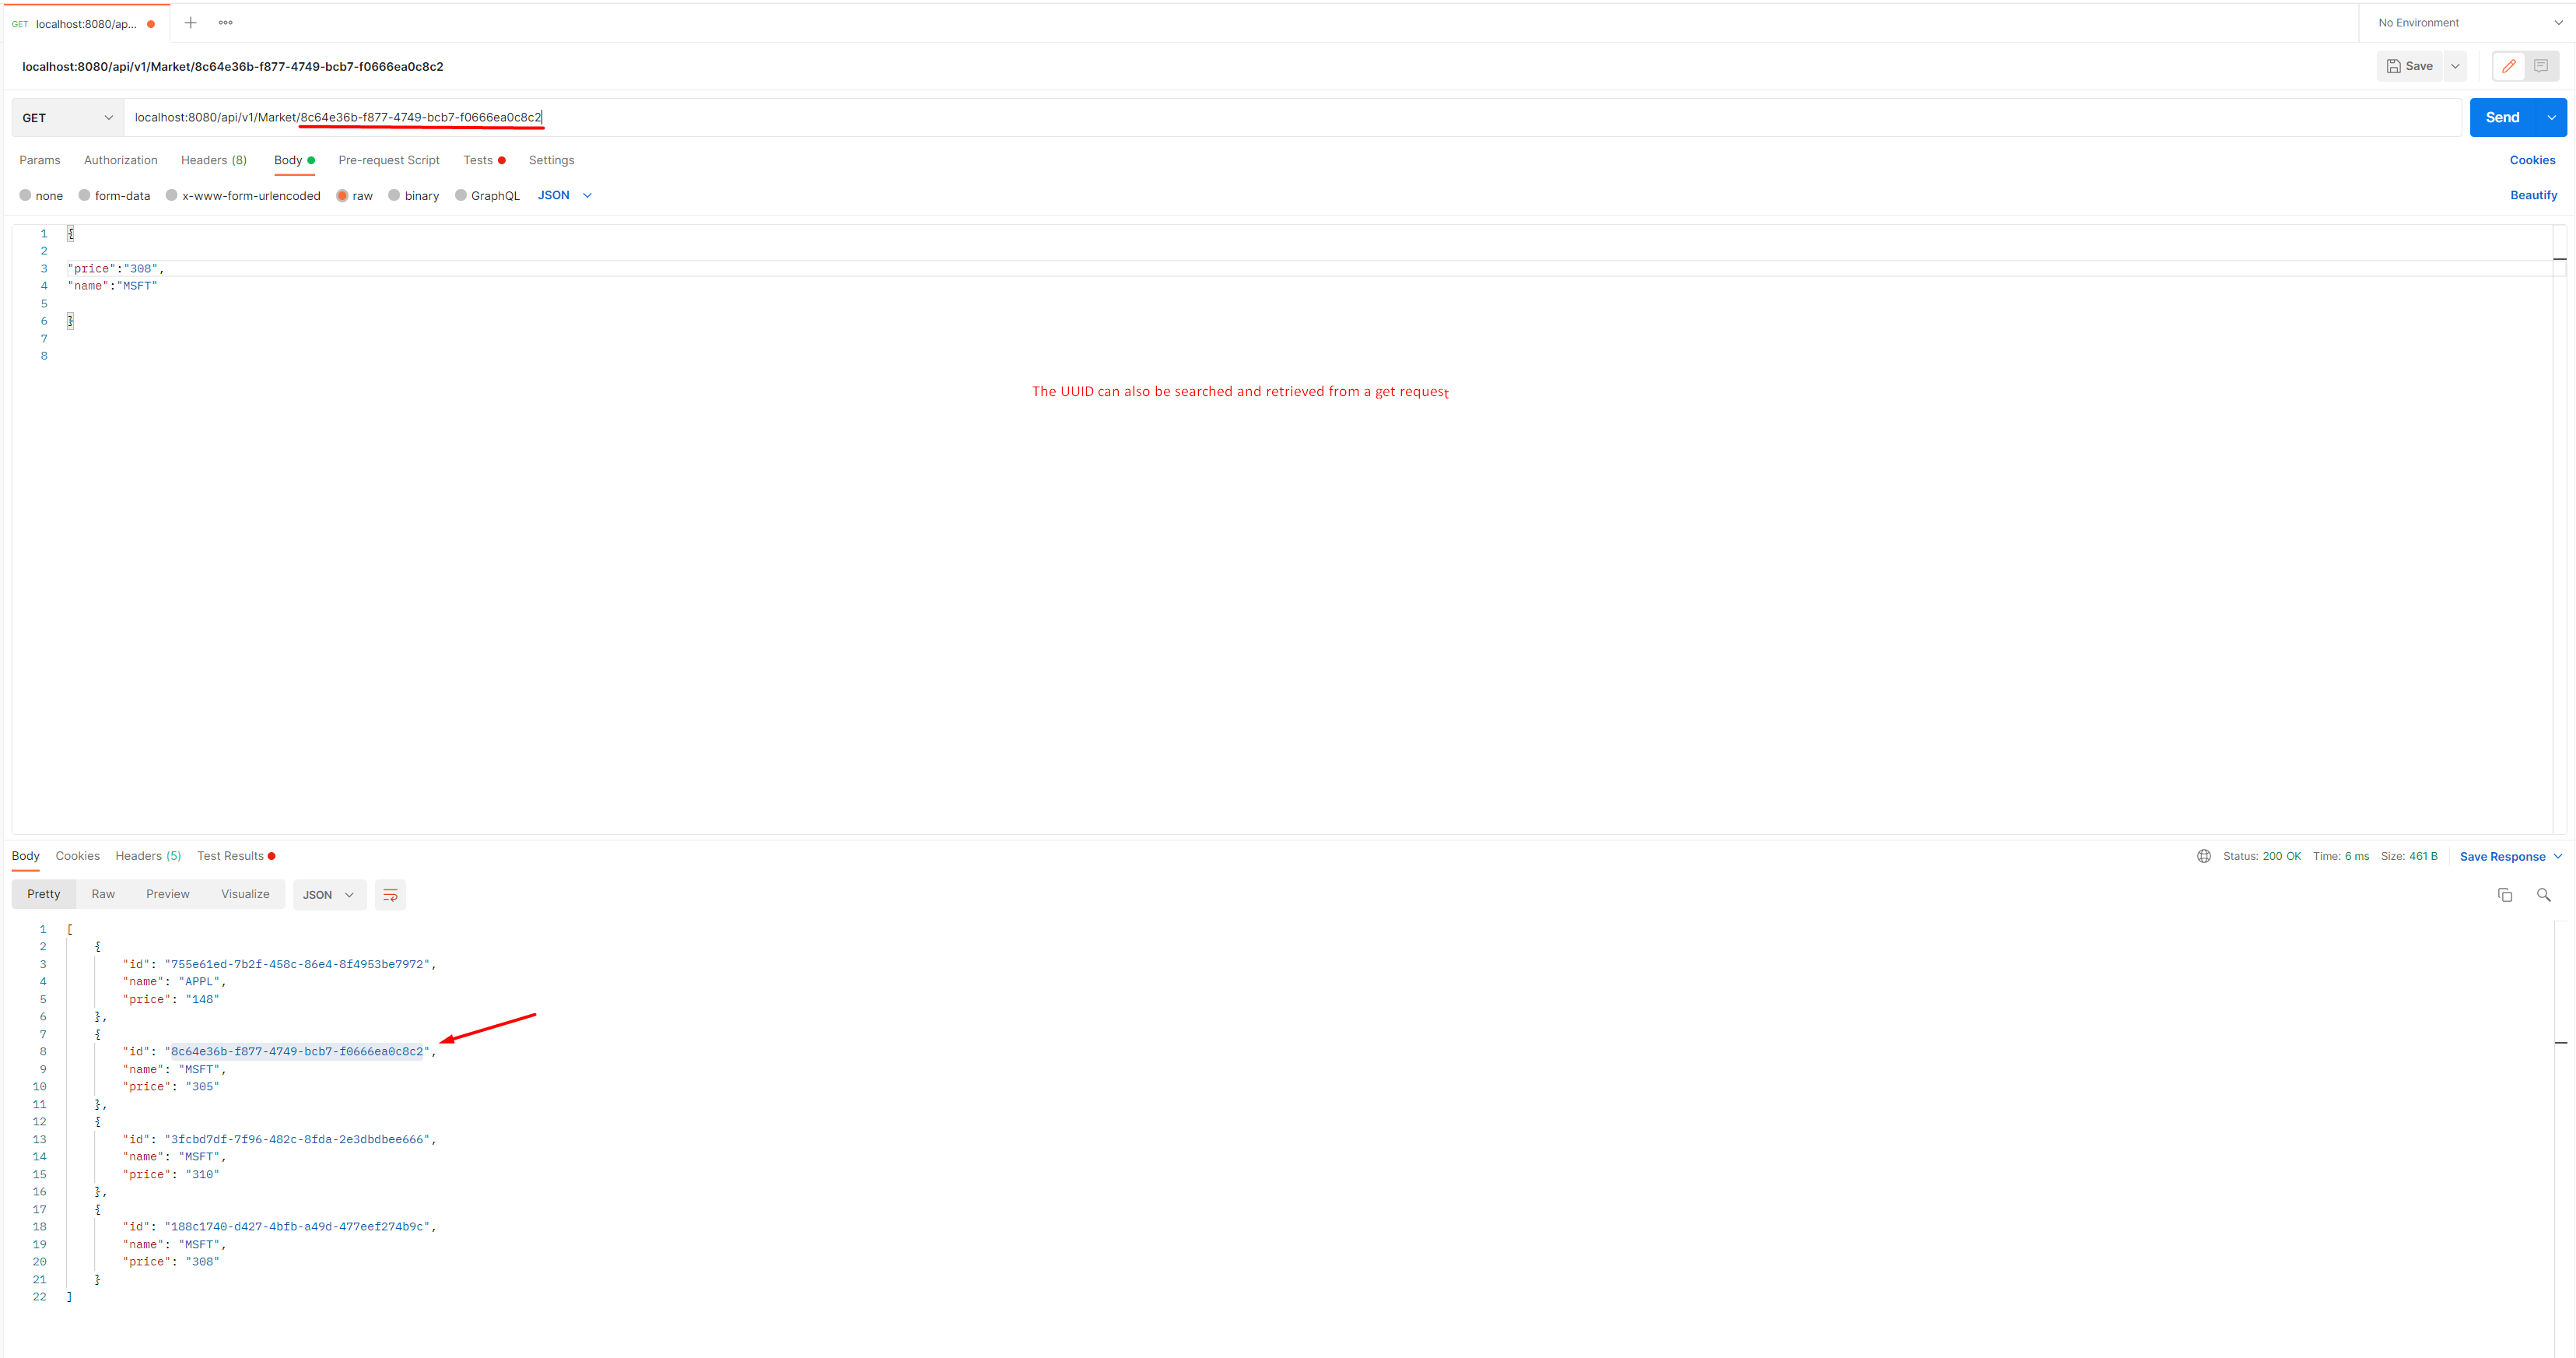 GET localhost:8080/ap...
No Environment
localhost:8080/api/v1/Market/8c64e36b-f877-4749-bcb7-f0666ea0c8c2
Save
GET localhost:8080/api/v1/Market/8c64e36b-f877-4749-bcb7-f0666ea0c8c2
Send
Params Authorization Headers (8) Body Pre-request Script Tests Settings Cookies
none form-data x-www-form-urlencoded raw binary GraphQL JSON Beautify
1 {
2
3 "price":"308",
4 "name":"MSFT"
5
6 }
7
8
The UUID can also be searched and retrieved from a get request
Body Cookies Headers (5) Test Results Status: 200 OK Time: 6 ms Size: 461 B Save Response
Pretty Raw Preview Visualize JSON
1 [
2 {
3 "id": "755e61ed-7b2f-458c-86e4-8f4953be7972",
4 "name": "APPL",
5 "price": "148"
6 },
7 {
8 "id": "8c64e36b-f877-4749-bcb7-f0666ea0c8c2",
9 "name": "MSFT",
10 "price": "305"
11 },
12 {
13 "id": "3fcbd7df-7f96-482c-8fda-2e3dbdbee666",
14 "name": "MSFT",
15 "price": "310"
16 },
17 {
18 "id": "188c1740-d427-4bfb-a49d-477eef274b9c",
19 "name": "MSFT",
20 "price": "308"
21 }
22 ]